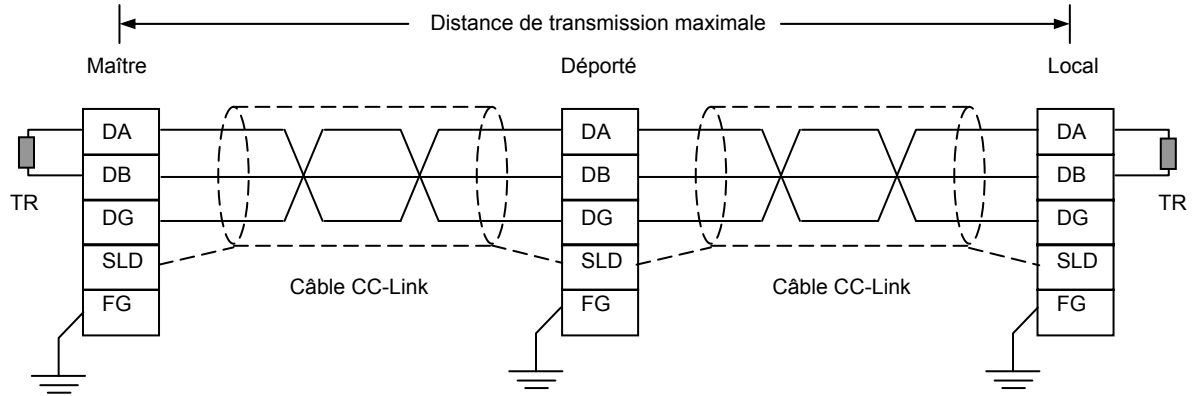 Distance de transmission maximale
Maître Déporté Local
DA DA DA
DB DB DB
TR TR
DG DG DG
SLD SLD SLD
Câble CC-Link Câble CC-Link
FG FG FG